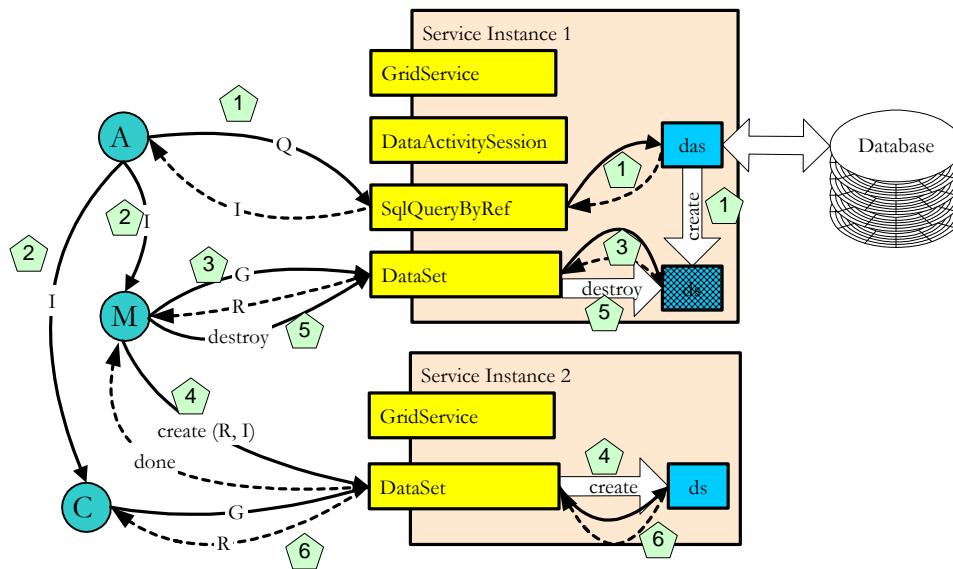 Service Instance 1
GridService
1
A
Q
DataActivitySession
das
Database
1
I
SqlQueryByRef
1
create
2
2
I
3
G
DataSet
3
ds
I
M
R
destroy
destroy
5
5
Service Instance 2
4
GridService
create (R, I)
done
4
DataSet
create
ds
C
G
R
6
6